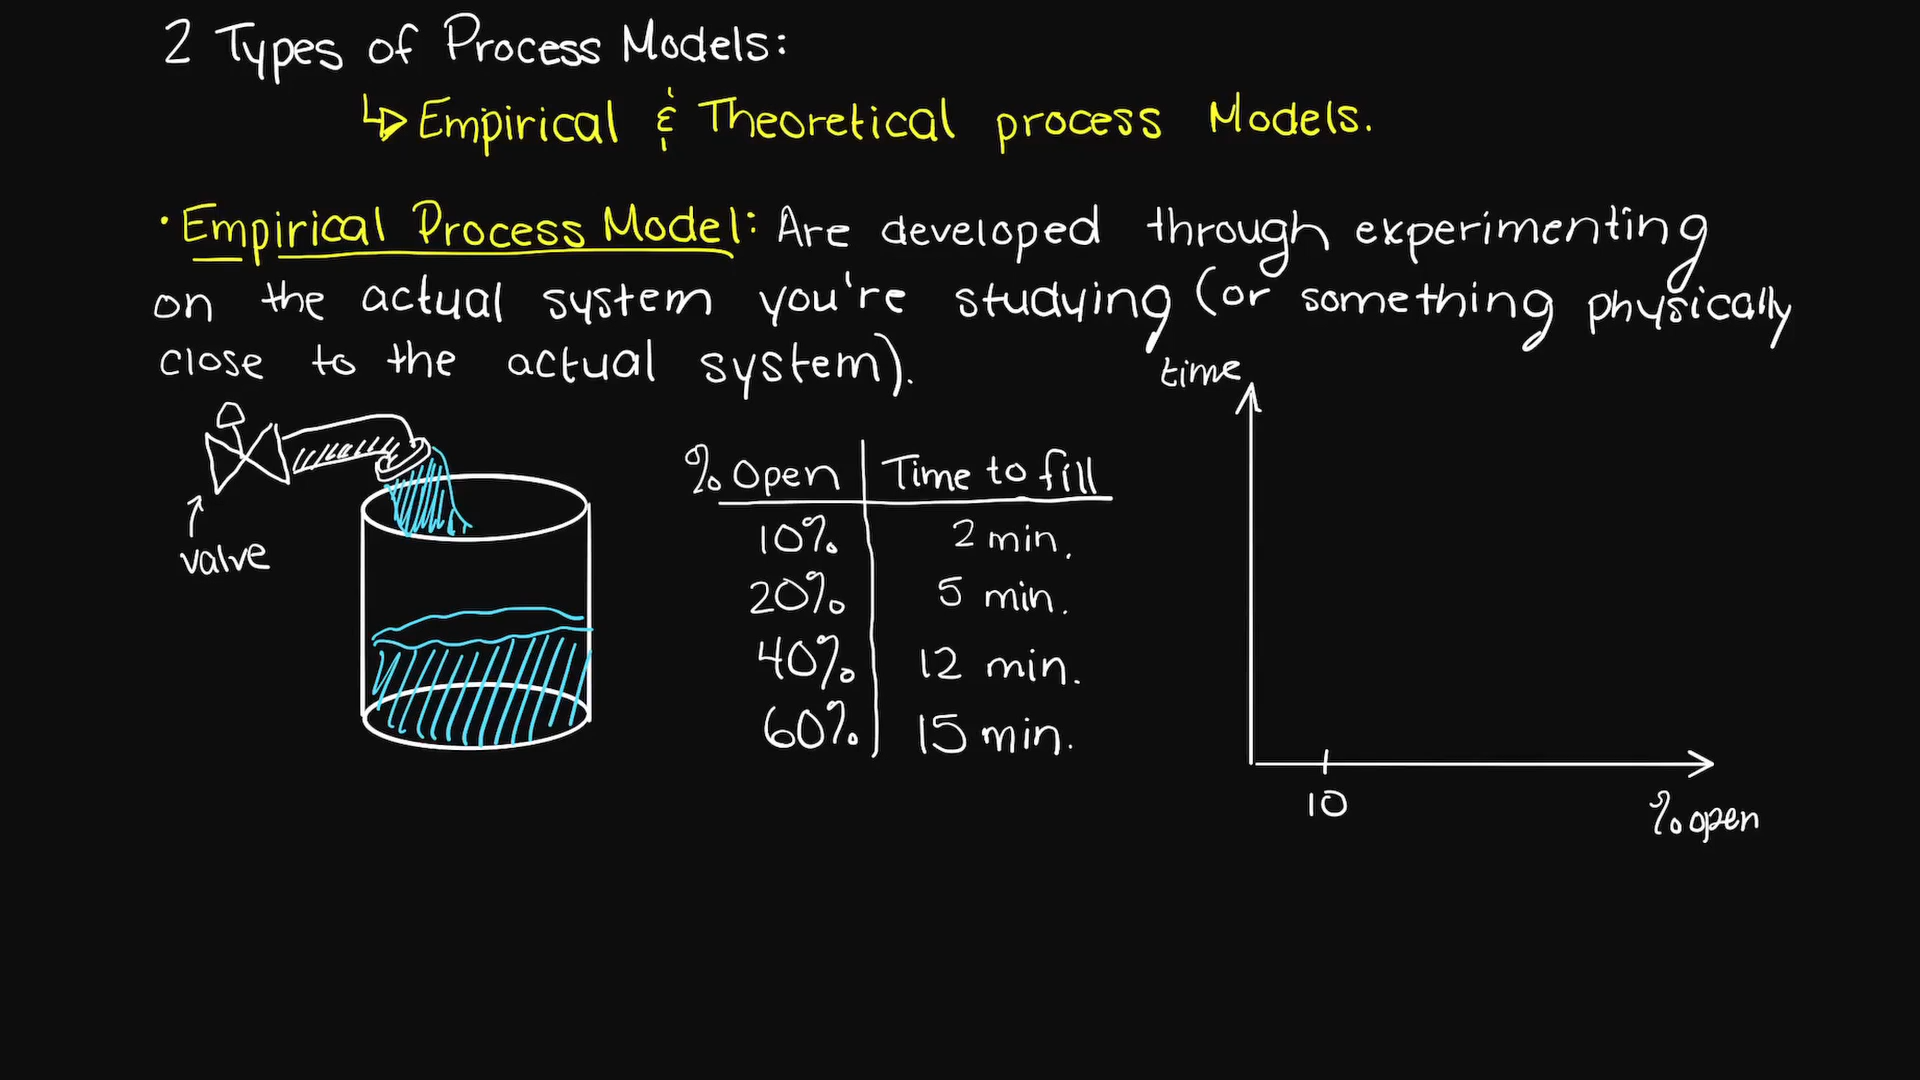 2 Types of Process Models:
↳ Empirical & Theoretical process Models.
· Empirical Process Model: Are developed through experimenting
on the actual system you're studying (or something physically
close to the actual system).
valve
% Open Time to fill
10% 2 min.
20% 5 min.
40% 12 min.
60% 15 min.
time
10
% open